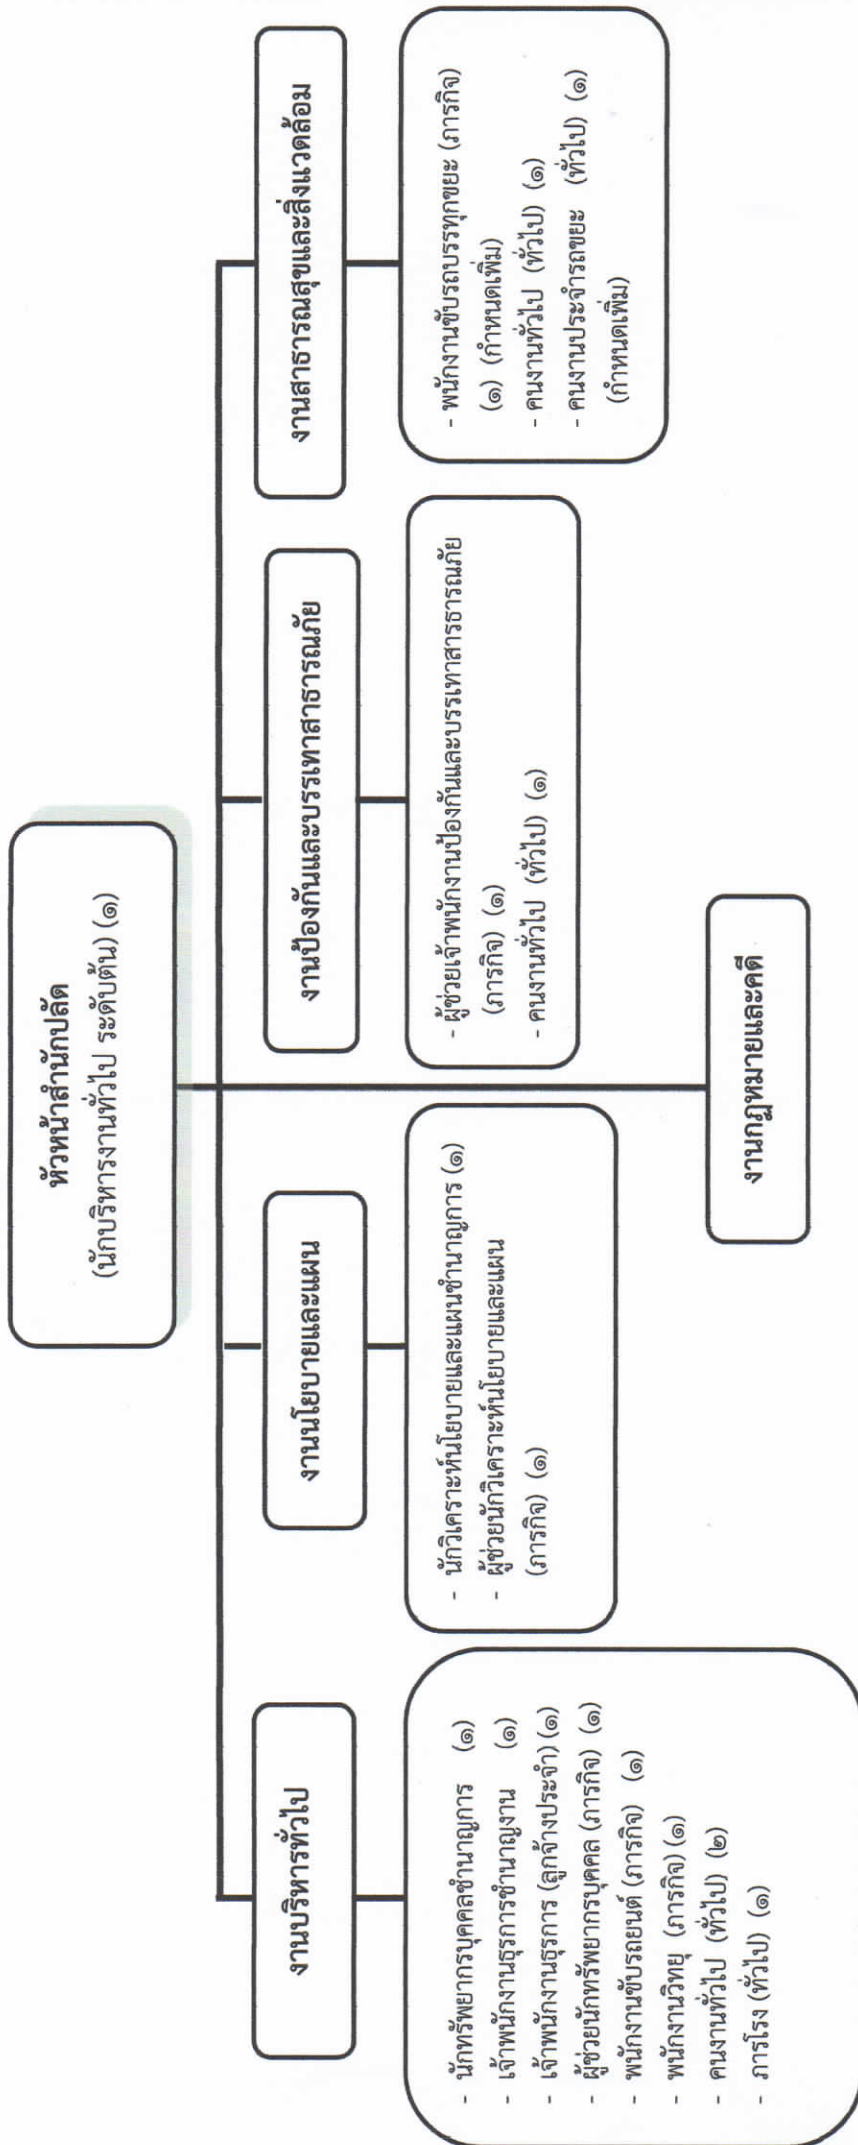 หัวหน้าสำนักปลัด
(นักบริหารงานทั่วไป ระดับต้น) (๑)
งานบริหารทั่วไป
- นักทรัพยากรบุคคลชำนาญการ (๑)
- เจ้าพนักงานธุรการชำนาญงาน (๑)
- เจ้าพนักงานธุรการ (ลูกจ้างประจำ) (๑)
- ผู้ช่วยนักทรัพยากรบุคคล (ภารกิจ) (๑)
- พนักงานขับรถยนต์ (ภารกิจ) (๑)
- พนักงานวิทยุ (ภารกิจ) (๑)
- คนงานทั่วไป (ทั่วไป) (๒)
- ภารโรง (ทั่วไป) (๑)
งานนโยบายและแผน
- นักวิเคราะห์นโยบายและแผนชำนาญการ (๑)
- ผู้ช่วยนักวิเคราะห์นโยบายและแผน
(ภารกิจ) (๑)
งานป้องกันและบรรเทาสาธารณภัย
- ผู้ช่วยเจ้าพนักงานป้องกันและบรรเทาสารธารณภัย
(ภารกิจ) (๑)
- คนงานทั่วไป (ทั่วไป) (๑)
งานสาธารณสุขและสิ่งแวดล้อม
- พนักงานขับรถบรรทุกขยะ (ภารกิจ)
(๑) (กำหนดเพิ่ม)
- คนงานทั่วไป (ทั่วไป) (๑)
- คนงานประจำรถขยะ (ทั่วไป) (๑)
(กำหนดเพิ่ม)
งานกฎหมายและคดี